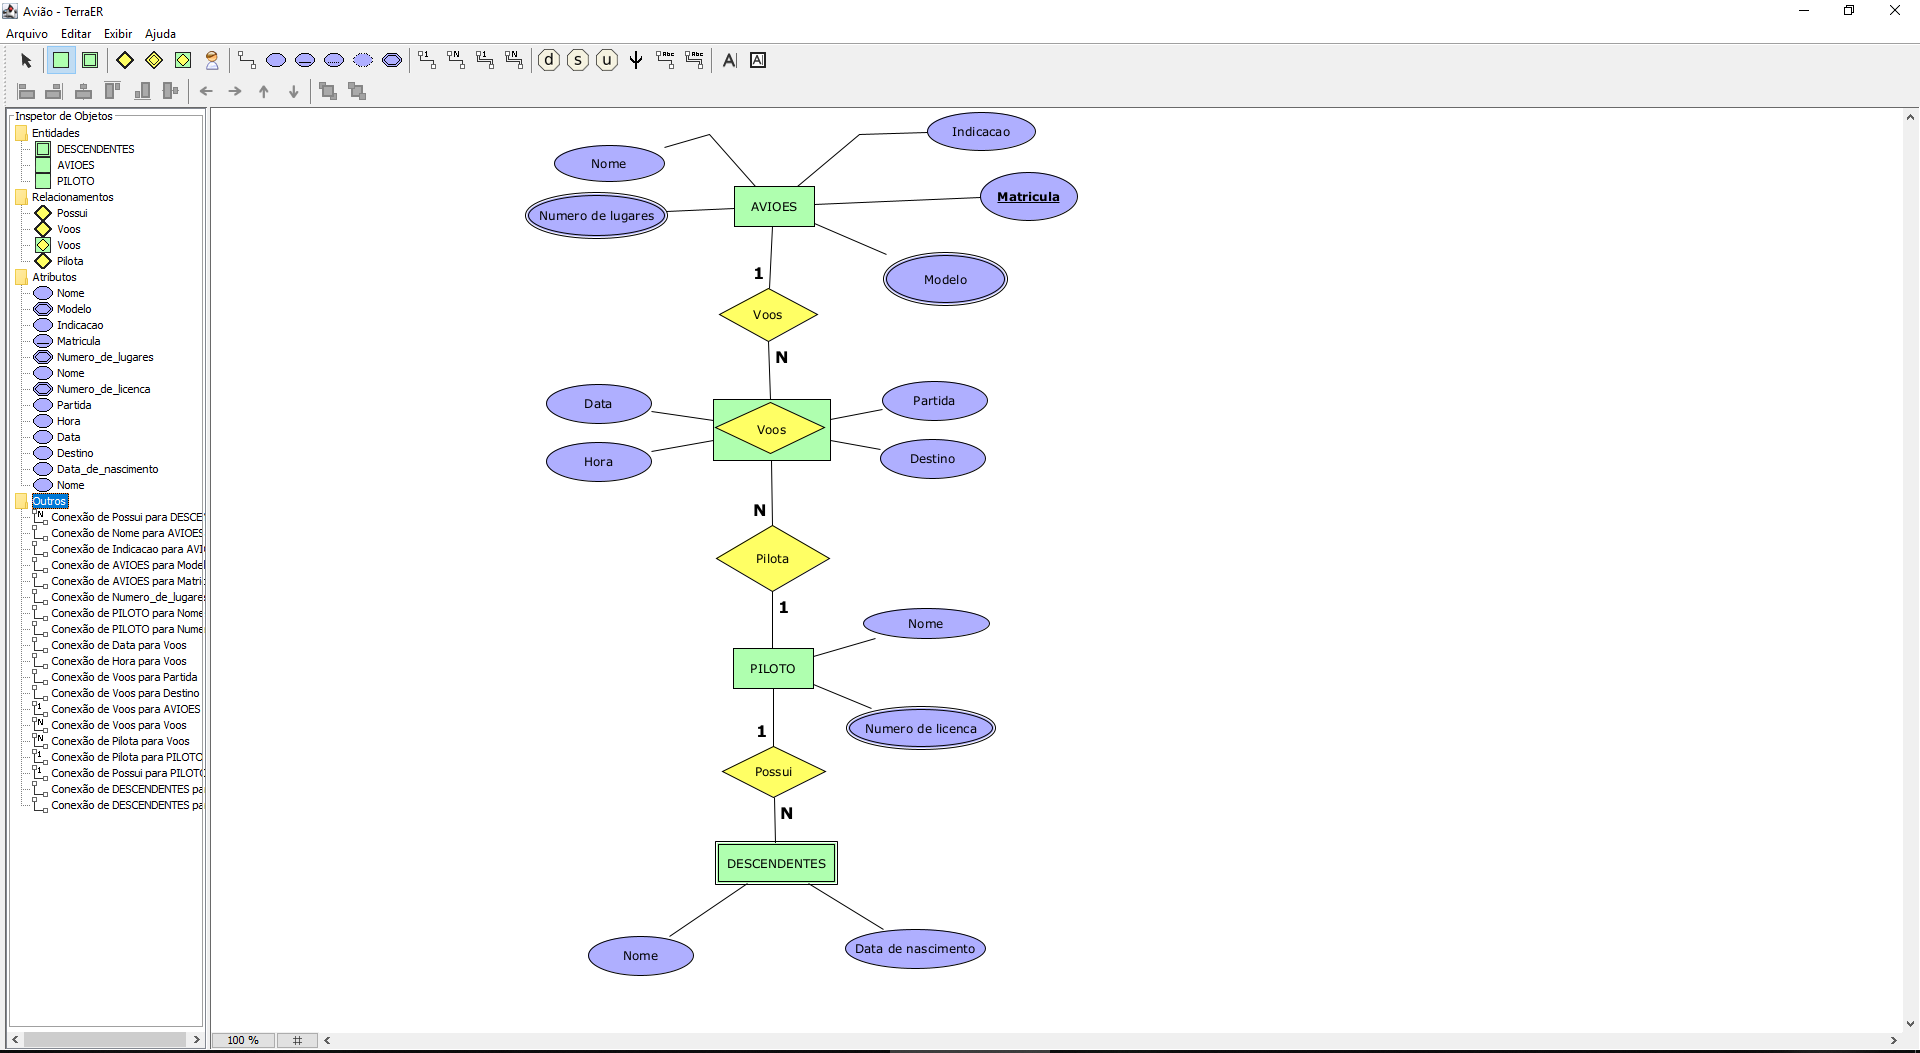 Avião - TerraER
Arquivo Editar Exibir Ajuda
1 N 1 N d s u Abc Abc A A
Inspetor de Objetos
Entidades
DESCENDENTES
AVIOES
PILOTO
Relacionamentos
Possui
Voos
Voos
Pilota
Atributos
Nome
Modelo
Indicacao
Matricula
Numero_de_lugares
Nome
Numero_de_licenca
Partida
Hora
Data
Destino
Data_de_nascimento
Nome
Outros
N Conexão de Possui para DESCE
Conexão de Nome para AVIOES
Conexão de Indicacao para AVI
Conexão de AVIOES para Model
Conexão de AVIOES para Matri
Conexão de Numero_de_lugares
Conexão de PILOTO para Nome
Conexão de PILOTO para Nume
Conexão de Data para Voos
Conexão de Hora para Voos
Conexão de Voos para Partida
Conexão de Voos para Destino
1 Conexão de Voos para AVIOES
N Conexão de Voos para Voos
N Conexão de Pilota para Voos
1 Conexão de Pilota para PILOTO
1 Conexão de Possui para PILOTO
Conexão de DESCENDENTES pa
Conexão de DESCENDENTES pa
Indicacao
Nome
Matricula
AVIOES
Numero de lugares
1
Modelo
Voos
N
Data
Partida
Voos
Hora
Destino
N
Pilota
1
Nome
PILOTO
Numero de licenca
1
Possui
N
DESCENDENTES
Nome
Data de nascimento
100 %